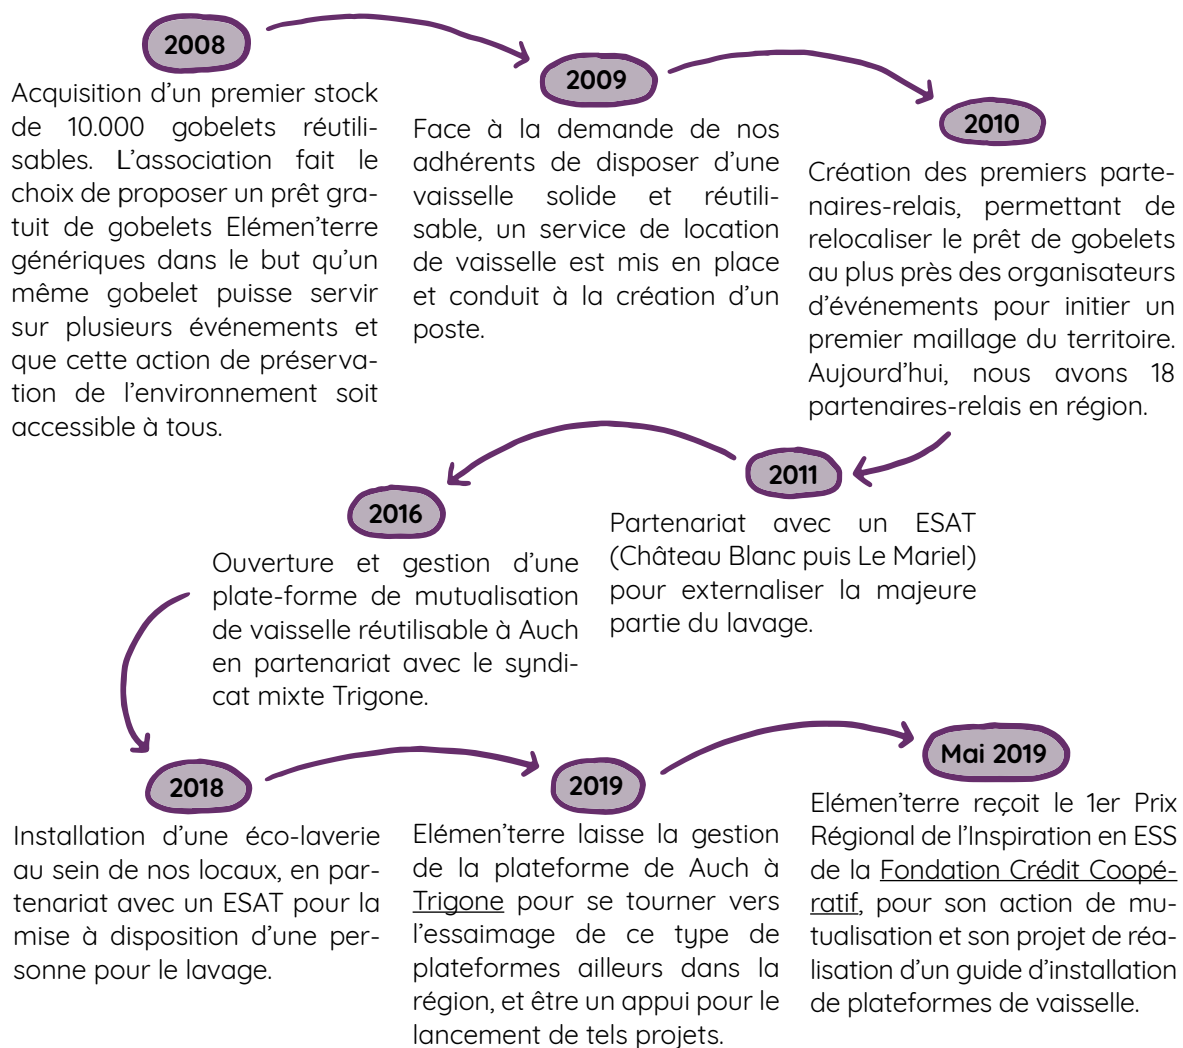 2008
Acquisition d'un premier stock
de 10.000 gobelets réutili-
sables. L'association fait le
choix de proposer un prêt gra-
tuit de gobelets Elémen'terre
génériques dans le but qu'un
même gobelet puisse servir
sur plusieurs événements et
que cette action de préserva-
tion de l'environnement soit
accessible à tous.
2009
Face à la demande de nos
adhérents de disposer d'une
vaisselle solide et réutili-
sable, un service de location
de vaisselle est mis en place
et conduit à la création d'un
poste.
2010
Création des premiers parte-
naires-relais, permettant de
relocaliser le prêt de gobelets
au plus près des organisateurs
d'événements pour initier un
premier maillage du territoire.
Aujourd'hui, nous avons 18
partenaires-relais en région.
2011
Partenariat avec un ESAT
(Château Blanc puis Le Mariel)
pour externaliser la majeure
partie du lavage.
2016
Ouverture et gestion d'une
plate-forme de mutualisation
de vaisselle réutilisable à Auch
en partenariat avec le syndi-
cat mixte Trigone.
2018
Installation d'une éco-laverie
au sein de nos locaux, en par-
tenariat avec un ESAT pour la
mise à disposition d'une per-
sonne pour le lavage.
2019
Elémen'terre laisse la gestion
de la plateforme de Auch à
Trigone pour se tourner vers
l'essaimage de ce type de
plateformes ailleurs dans la
région, et être un appui pour le
lancement de tels projets.
Mai 2019
Elémen'terre reçoit le 1er Prix
Régional de l'Inspiration en ESS
de la Fondation Crédit Coopé-
ratif, pour son action de mu-
tualisation et son projet de réa-
lisation d'un guide d'installation
de plateformes de vaisselle.